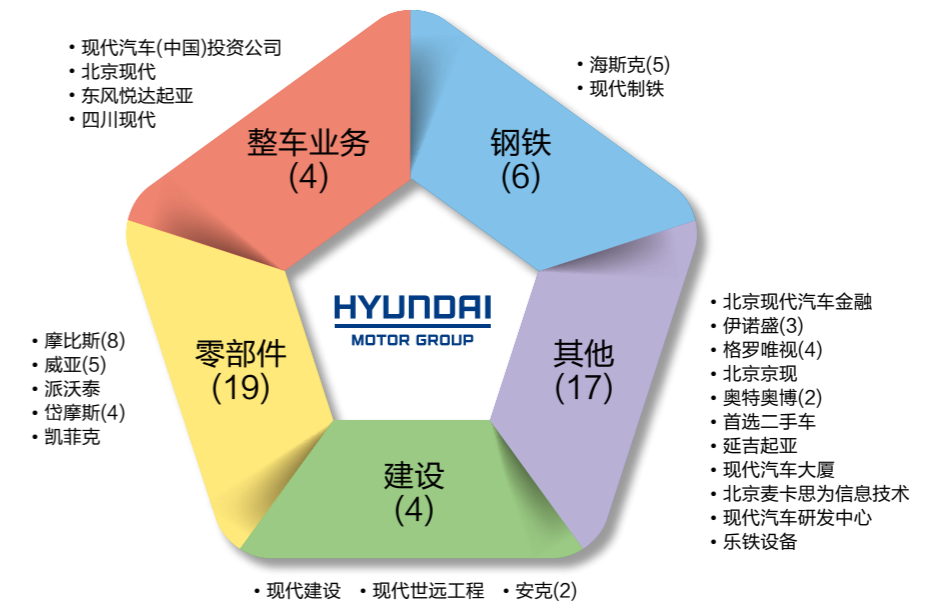 • 现代汽车(中国)投资公司
• 北京现代
• 东风悦达起亚
• 四川现代
整车业务
(4)
• 海斯克(5)
• 现代制铁
钢铁
(6)
HYUNDAI
MOTOR GROUP
• 摩比斯(8)
• 威亚(5)
• 派沃泰
• 岱摩斯(4)
• 凯菲克
零部件
(19)
其他
(17)
• 北京现代汽车金融
• 伊诺盛(3)
• 格罗唯视(4)
• 北京京现
• 奥特奥博(2)
• 首选二手车
• 延吉起亚
• 现代汽车大厦
• 北京麦卡思为信息技术
• 现代汽车研发中心
• 乐铁设备
建设
(4)
• 现代建设 • 现代世远工程 • 安克(2)